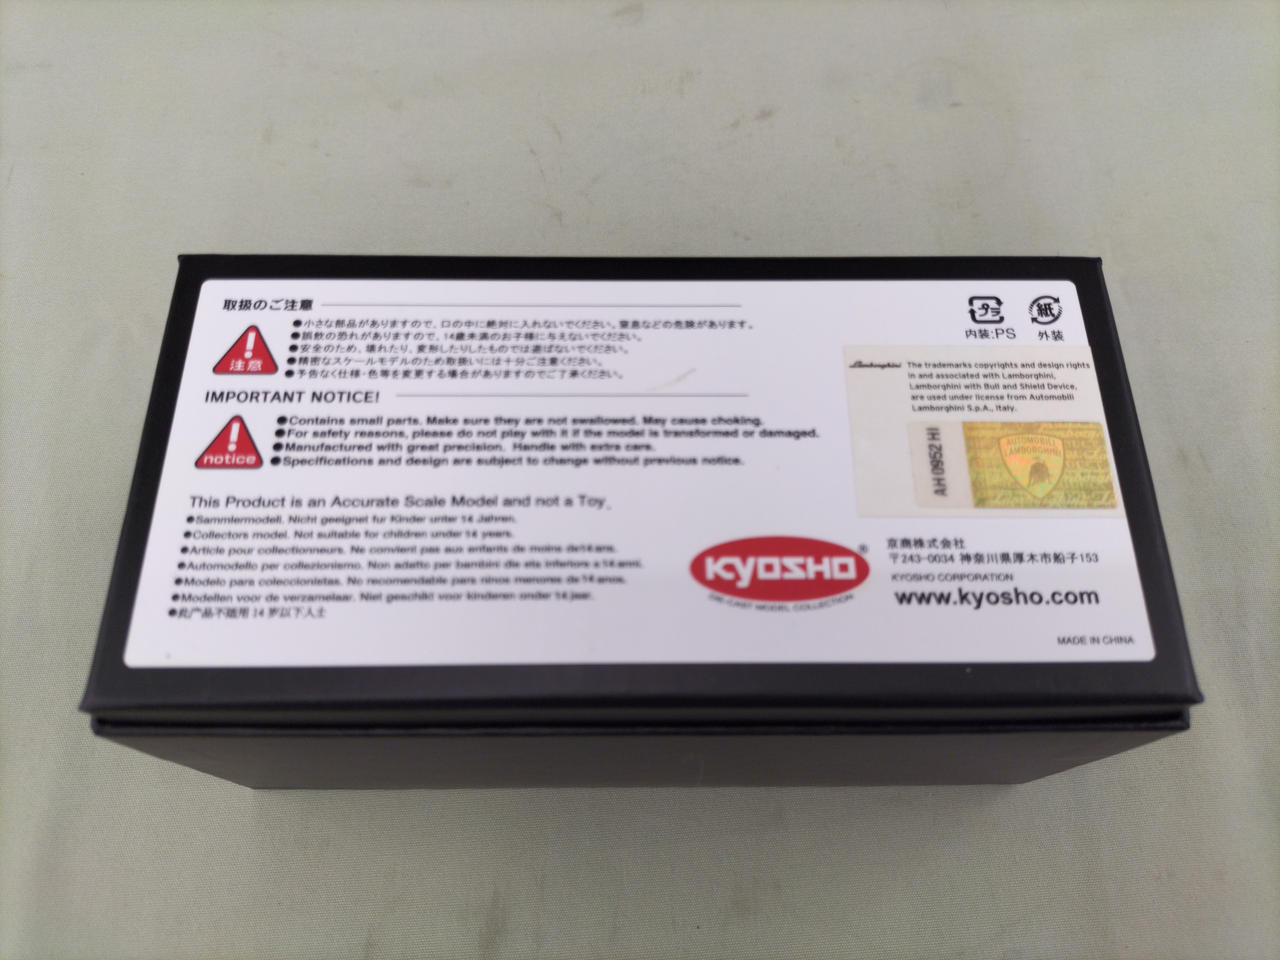 取扱のご注意
注意
●小さな部品がありますので、口の中に絶対に入れないでください。窒息などの危険があります。
●誤飲の恐れがありますので、14歳未満のお子様に与えないでください。
●安全のため、壊れたり、変形したりしたものでは遊ばないでください。
●精密なスケールモデルのため取扱いには十分ご注意ください。
●予告なく仕様・色等を変更する場合がありますのでご了承ください。
プラ
内装:PS
紙
外装
IMPORTANT NOTICE!
notice
●Contains small parts. Make sure they are not swallowed. May cause choking.
●For safety reasons, please do not play with it if the model is transformed or damaged.
●Manufactured with great precision. Handle with extra care.
●Specifications and design are subject to change without previous notice.
Lamborghini
The trademarks copyrights and design rights
in and associated with Lamborghini,
Lamborghini with Bull and Shield Device,
are used under license from Automobili
Lamborghini S.p.A., Italy.
AH 0952 HI
AUTOMOBILI
LAMBORGHINI
This Product is an Accurate Scale Model and not a Toy.
●Sammlermodell. Nicht geeignet fur Kinder unter 14 Jahren.
●Collectors model. Not suitable for children under 14 years.
●Article pour collectionneurs. Ne convient pas aux enfants de moins de14 ans.
●Automodello per collezionismo. Non adatto per bambini di eta inferiore a 14 anni.
●Modelo para coleccionistas. No recomendable para ninos menores de 14 anos.
●Modellen voor de verzamelaar. Niet geschikt voor kinderen onder 14 jaar.
●此产品不适用 14 岁以下人士
KYOSHO®
DIE-CAST MODEL COLLECTION
京商株式会社
〒243-0034 神奈川県厚木市船子153
KYOSHO CORPORATION
www.kyosho.com
MADE IN CHINA